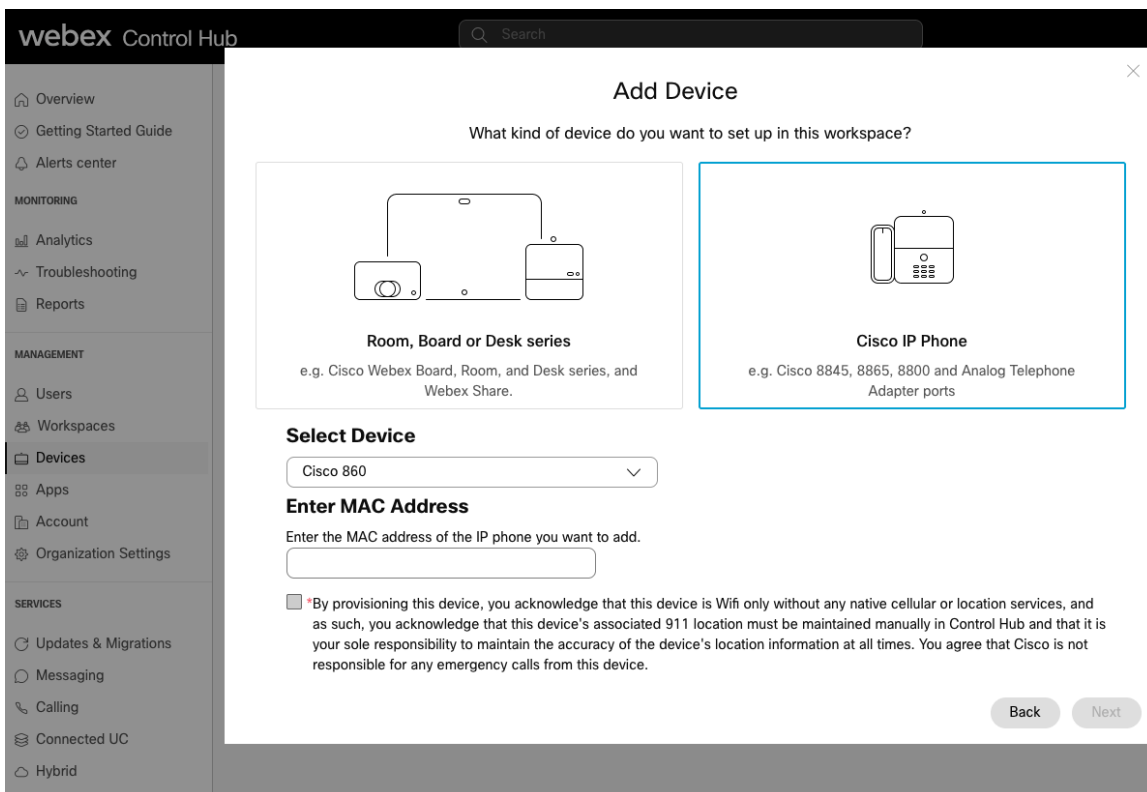 webex Control Hub
Search
Overview
Getting Started Guide
Alerts center
MONITORING
Analytics
Troubleshooting
Reports
MANAGEMENT
Users
Workspaces
Devices
Apps
Account
Organization Settings
SERVICES
Updates & Migrations
Messaging
Calling
Connected UC
Hybrid
Add Device
What kind of device do you want to set up in this workspace?
Room, Board or Desk series
e.g. Cisco Webex Board, Room, and Desk series, and
Webex Share.
Cisco IP Phone
e.g. Cisco 8845, 8865, 8800 and Analog Telephone
Adapter ports
Select Device
Cisco 860
Enter MAC Address
Enter the MAC address of the IP phone you want to add.
*By provisioning this device, you acknowledge that this device is Wifi only without any native cellular or location services, and
as such, you acknowledge that this device's associated 911 location must be maintained manually in Control Hub and that it is
your sole responsibility to maintain the accuracy of the device's location information at all times. You agree that Cisco is not
responsible for any emergency calls from this device.
Back
Next